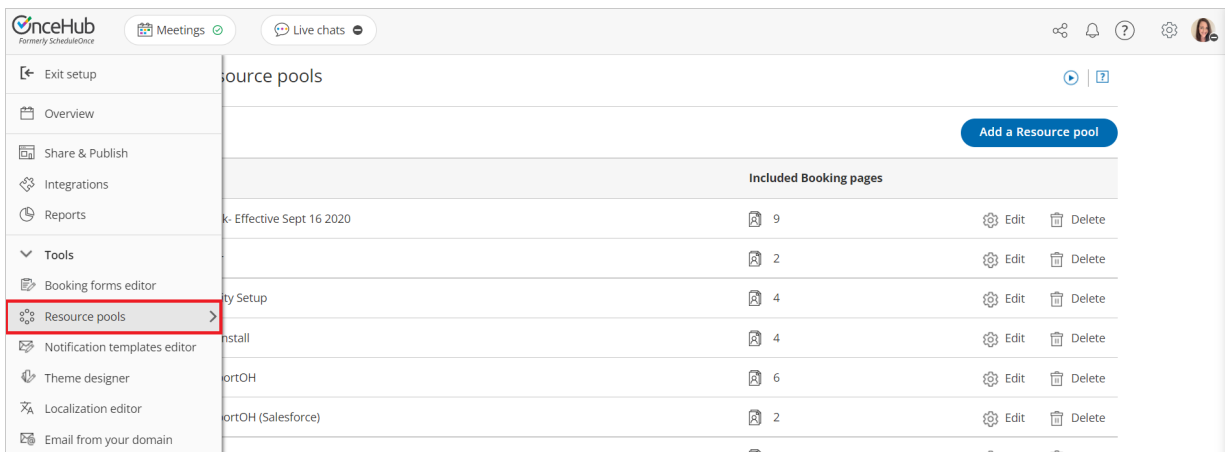 OnceHub
Formerly ScheduleOnce
Meetings
Live chats
?
Exit setup
source pools
?
Overview
Add a Resource pool
Share & Publish
Integrations
Included Booking pages
Reports
k- Effective Sept 16 2020 9 Edit Delete
Tools
2 Edit Delete
Booking forms editor
ity Setup 4 Edit Delete
Resource pools
nstall 4 Edit Delete
Notification templates editor
Theme designer
ortOH 6 Edit Delete
Localization editor
ortOH (Salesforce) 2 Edit Delete
Email from your domain